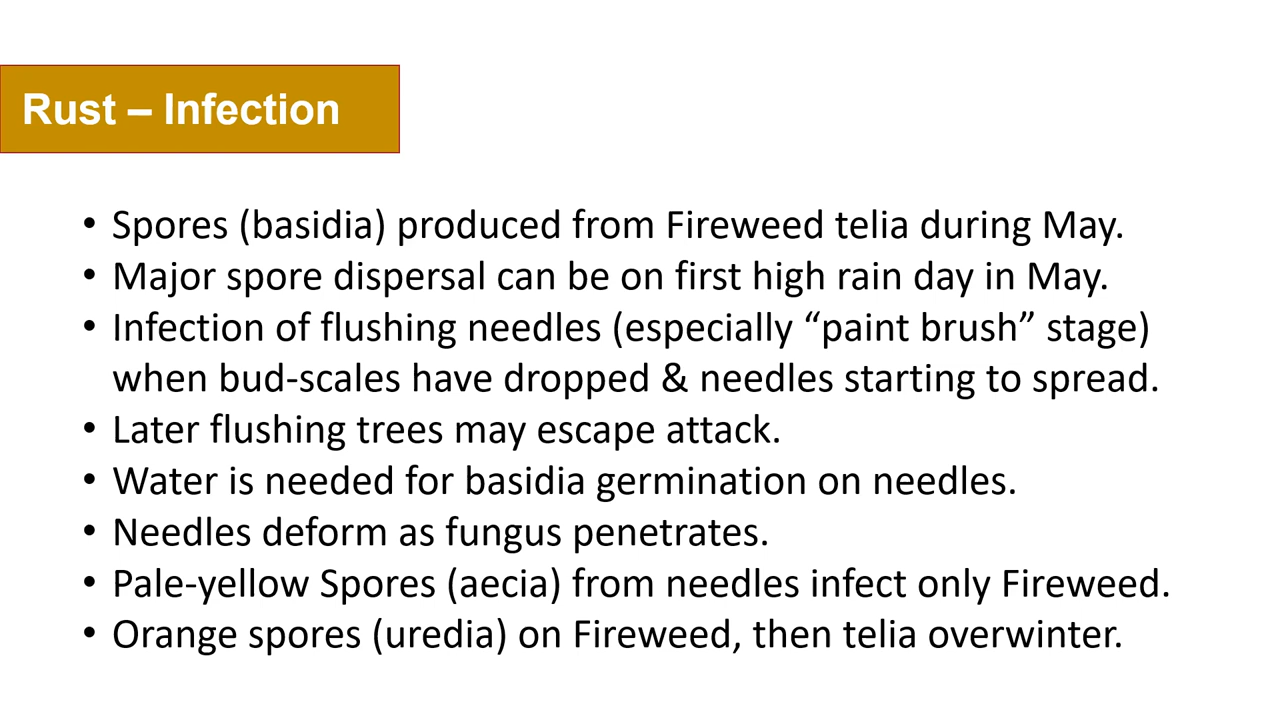 Rust – Infection
• Spores (basidia) produced from Fireweed telia during May.
• Major spore dispersal can be on first high rain day in May.
• Infection of flushing needles (especially “paint brush” stage)
when bud-scales have dropped & needles starting to spread.
• Later flushing trees may escape attack.
• Water is needed for basidia germination on needles.
• Needles deform as fungus penetrates.
• Pale-yellow Spores (aecia) from needles infect only Fireweed.
• Orange spores (uredia) on Fireweed, then telia overwinter.